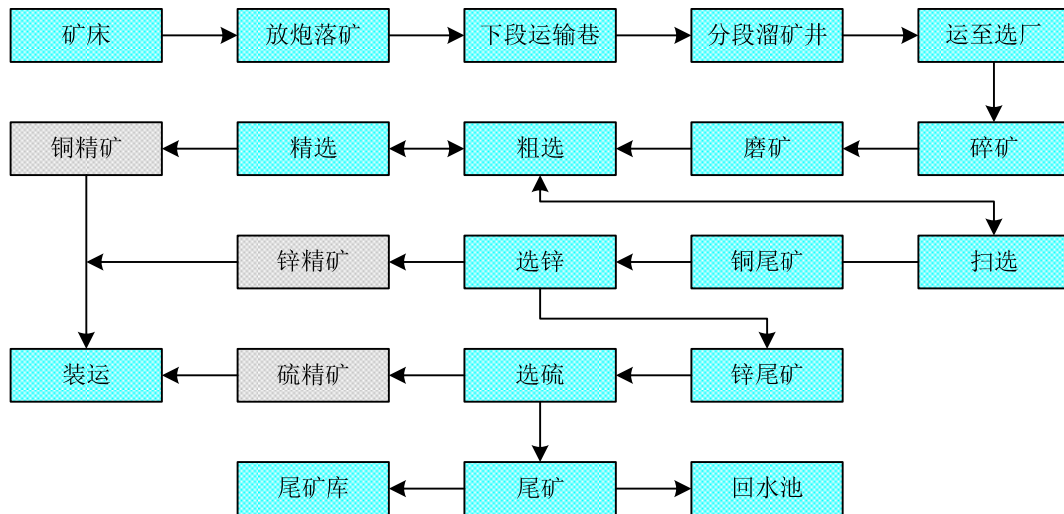 矿床
放炮落矿
下段运输巷
分段溜矿井
运至选厂
铜精矿
精选
粗选
磨矿
碎矿
锌精矿
选锌
铜尾矿
扫选
装运
硫精矿
选硫
锌尾矿
尾矿库
尾矿
回水池